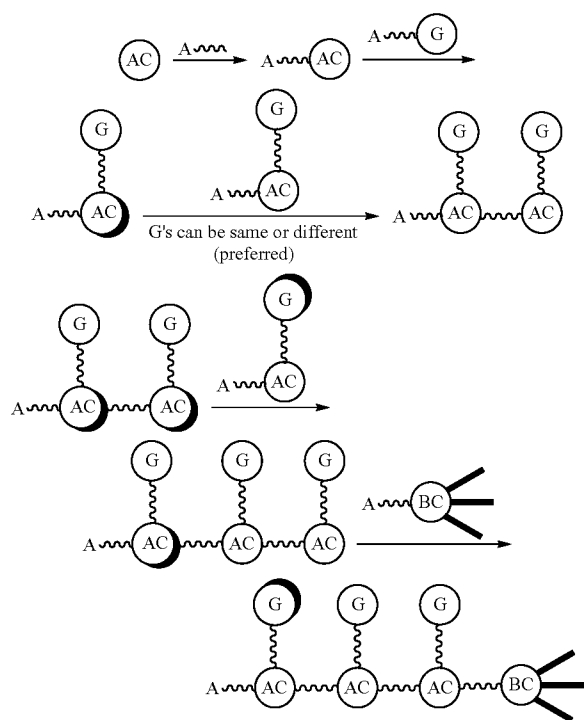 AC A A AC A G
G G G G
A AC A AC A AC AC
G's can be same or different
(preferred)
G G G
A AC AC A AC
G G G A BC
A AC AC AC
G G G
A AC AC AC BC